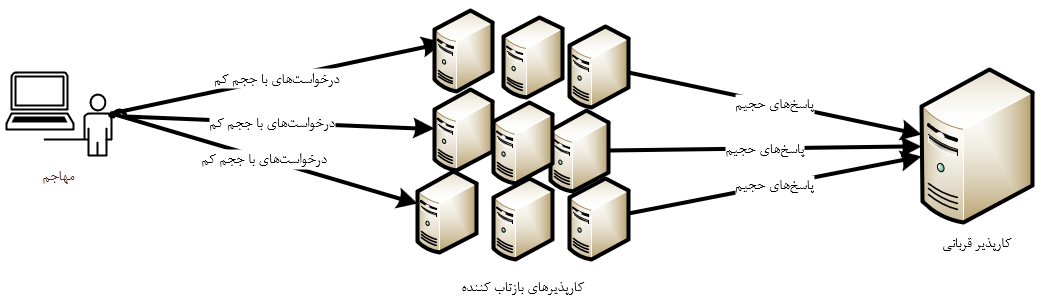 درخواست‌های با حجم کم
درخواست‌های با حجم کم
درخواست‌های با حجم کم
مهاجم
پاسخ‌های حجیم
پاسخ‌های حجیم
پاسخ‌های حجیم
کارپذیر قربانی
کارپذیرهای بازتاب کننده